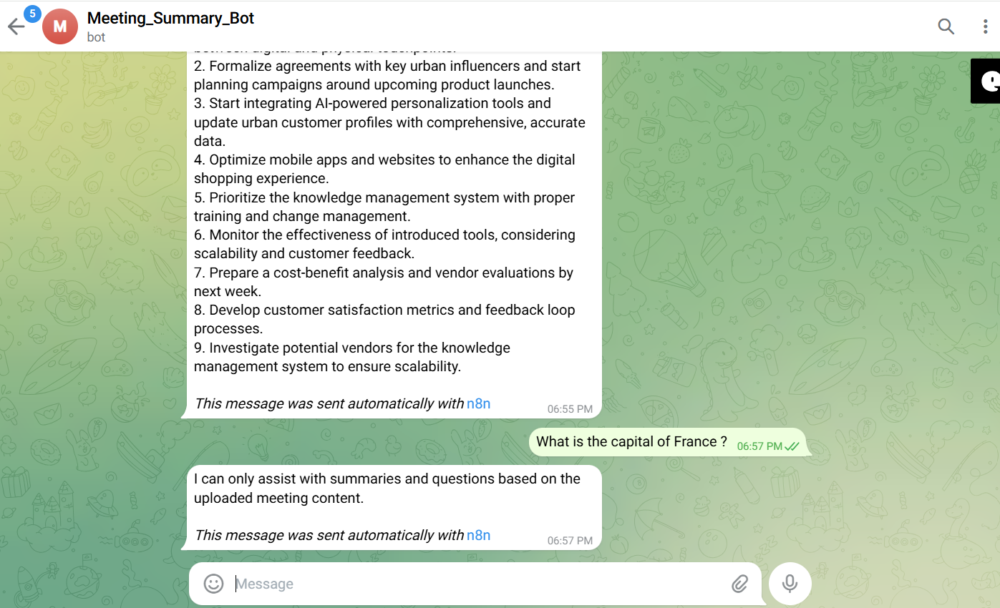 5
M
Meeting_Summary_Bot
bot
between digital and physical touchpoints.
2. Formalize agreements with key urban influencers and start
planning campaigns around upcoming product launches.
3. Start integrating AI-powered personalization tools and
update urban customer profiles with comprehensive, accurate
data.
4. Optimize mobile apps and websites to enhance the digital
shopping experience.
5. Prioritize the knowledge management system with proper
training and change management.
6. Monitor the effectiveness of introduced tools, considering
scalability and customer feedback.
7. Prepare a cost-benefit analysis and vendor evaluations by
next week.
8. Develop customer satisfaction metrics and feedback loop
processes.
9. Investigate potential vendors for the knowledge
management system to ensure scalability.
This message was sent automatically with n8n
06:55 PM
What is the capital of France ? 06:57 PM
I can only assist with summaries and questions based on the
uploaded meeting content.
This message was sent automatically with n8n
06:57 PM
Message